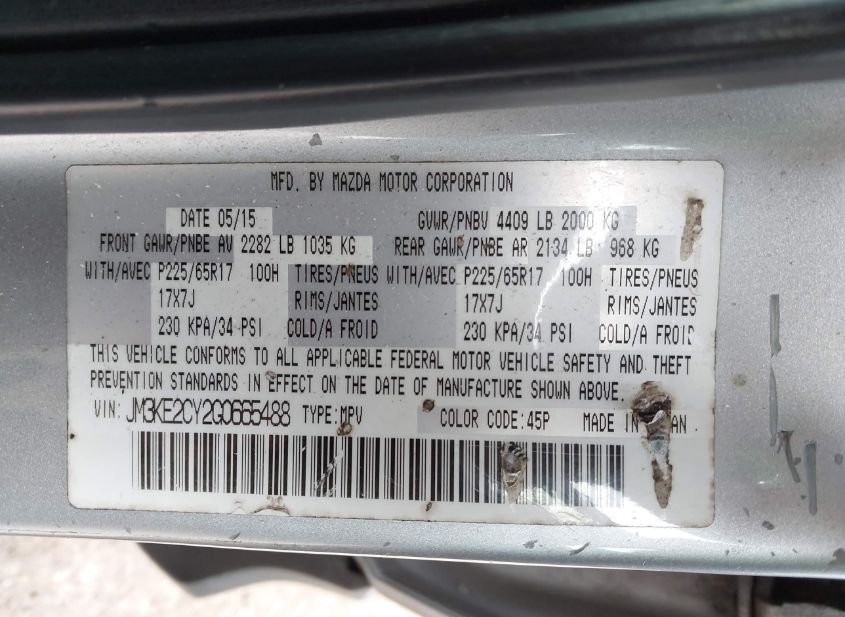 MFD. BY MAZDA MOTOR CORPORATION
DATE 05/15 GVWR/PNBV 4409 LB 2000 KG
FRONT GAWR/PNBE AV 2282 LB 1035 KG REAR GAWR/PNBE AR 2134 LB 968 KG
WITH/AVEC P225/65R17 100H TIRES/PNEUS WITH/AVEC P225/65R17 100H TIRES/PNEUS
17X7J RIMS/JANTES 17X7J RIMS/JANTES
230 KPA/34 PSI COLD/A FROID 230 KPA/34 PSI COLD/A FROID
THIS VEHICLE CONFORMS TO ALL APPLICABLE FEDERAL MOTOR VEHICLE SAFETY AND THEFT
PREVENTION STANDARDS IN EFFECT ON THE DATE OF MANUFACTURE SHOWN ABOVE.
VIN: JM3KE2CY2G0665488 TYPE:MPV COLOR CODE:45P MADE IN